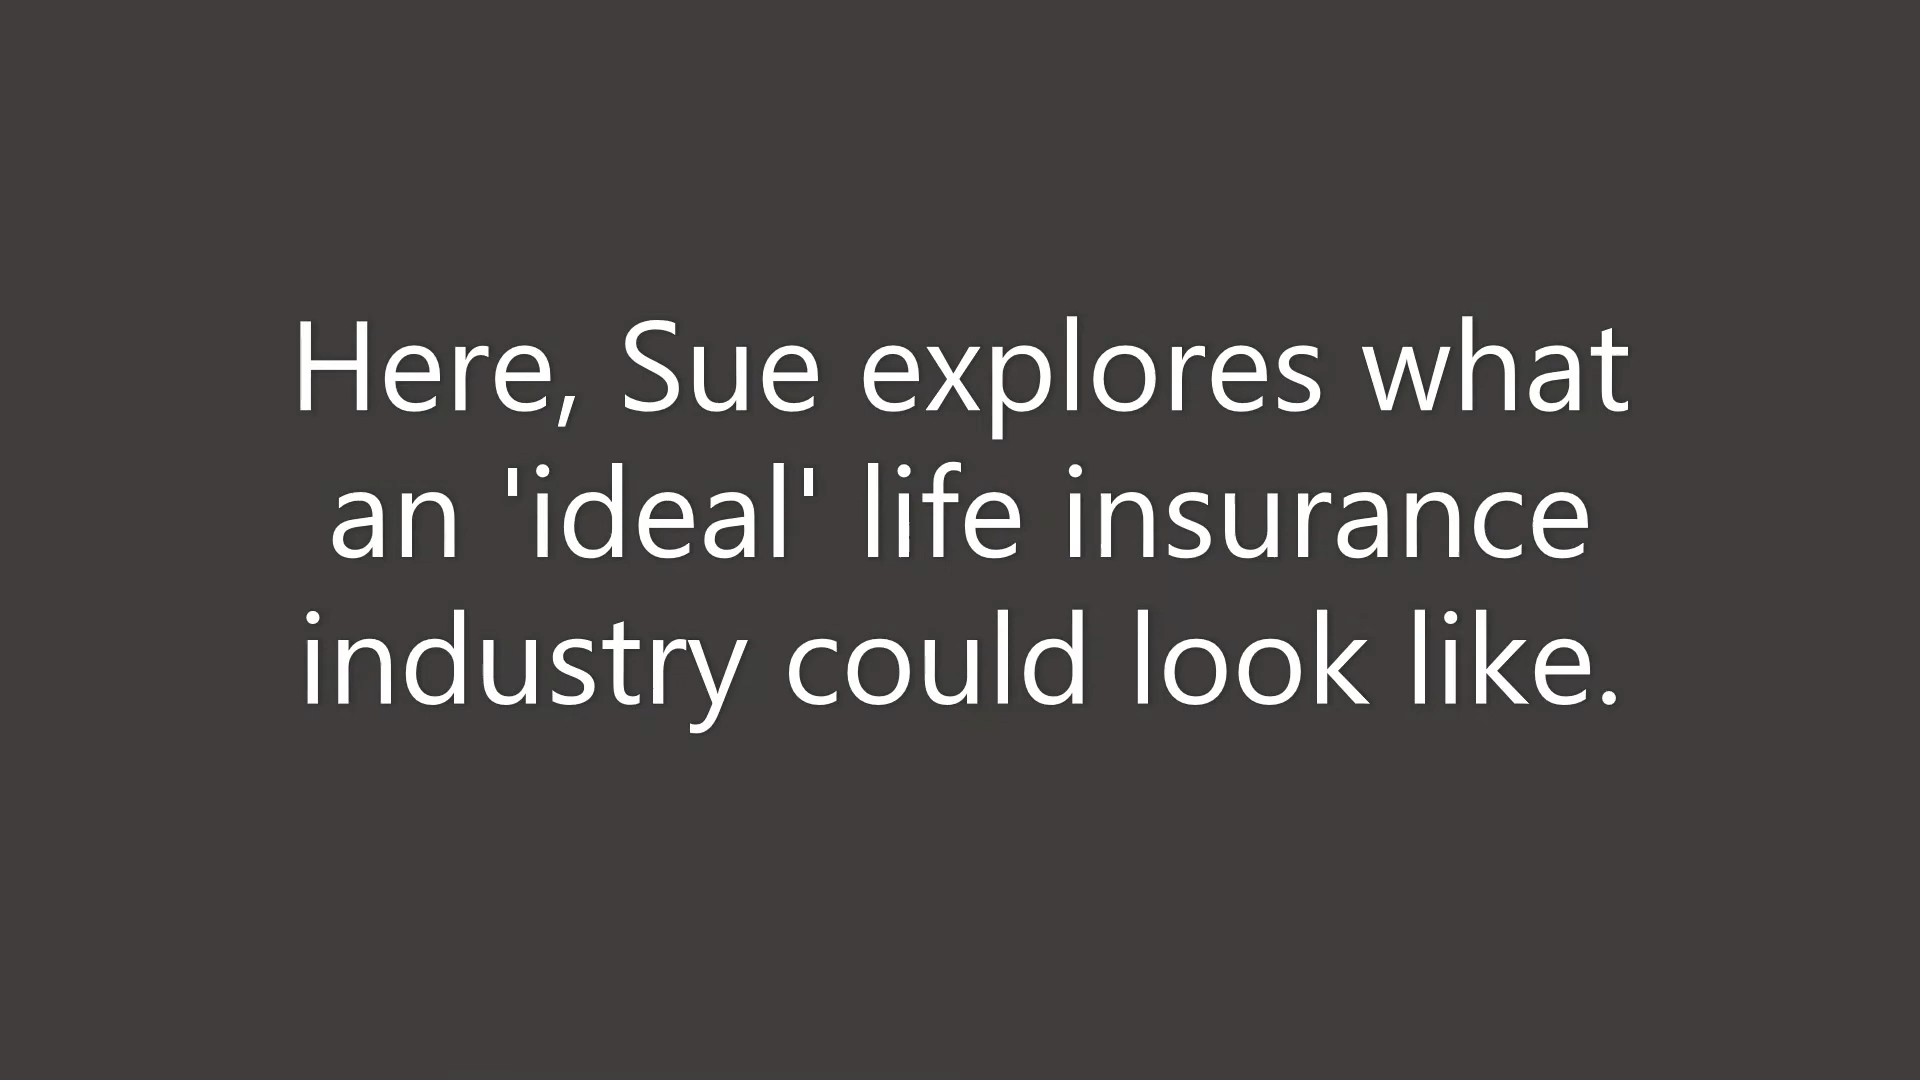 Here, Sue explores what
an 'ideal' life insurance
industry could look like.